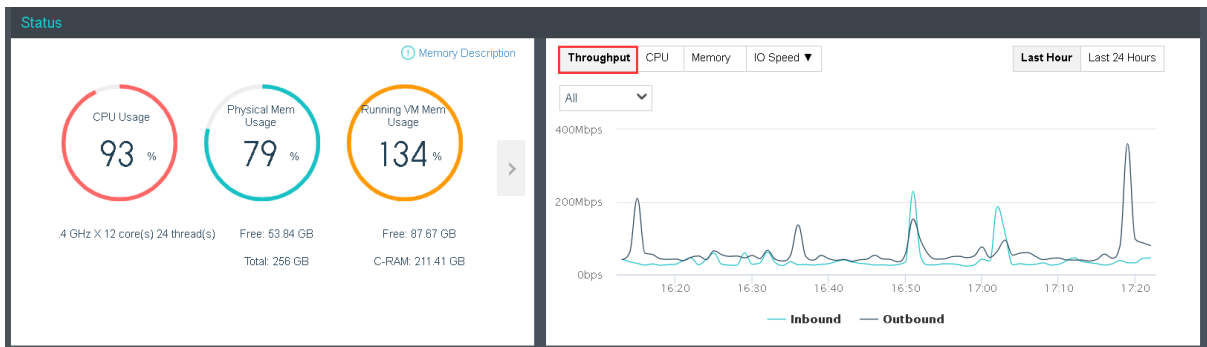 Status
Memory Description
CPU Usage
93 %
Physical Mem
Usage
79 %
Running VM Mem
Usage
134 %
.4 GHz X 12 core(s) 24 thread(s)
Free: 53.84 GB
Total: 256 GB
Free: 87.67 GB
C-RAM: 211.41 GB
Throughput CPU Memory IO Speed ▼
Last Hour Last 24 Hours
All
400Mbps
200Mbps
0bps
16:20 16:30 16:40 16:50 17:00 17:10 17:20
Inbound Outbound